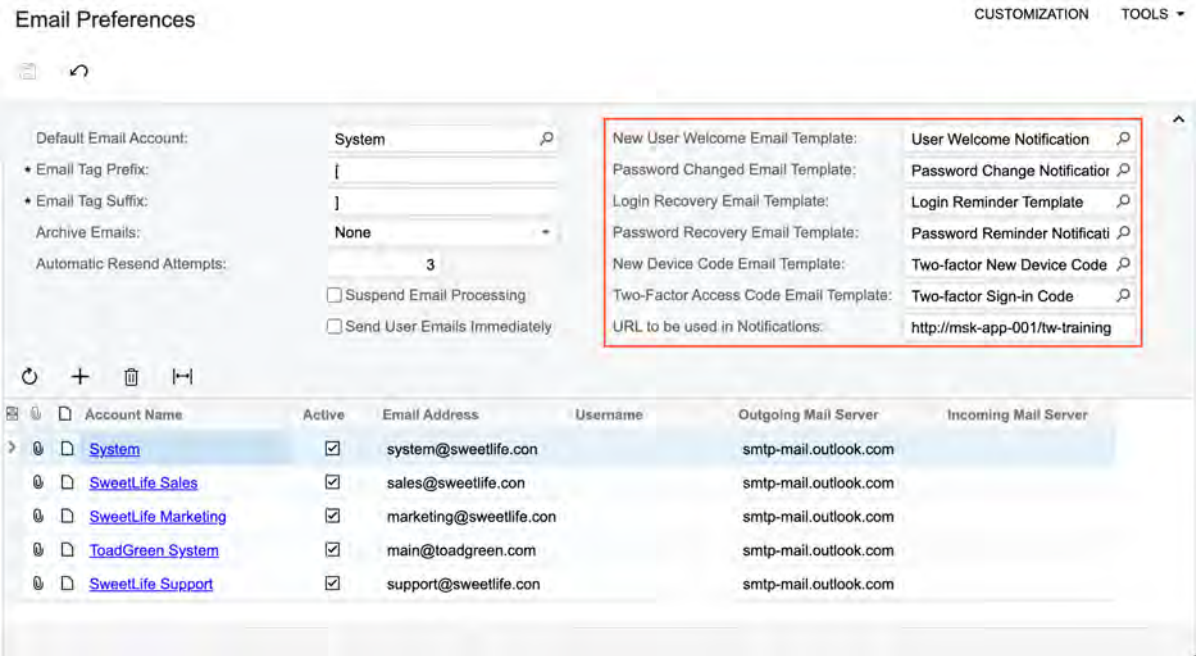 Email Preferences
CUSTOMIZATION TOOLS
Default Email Account: System
* Email Tag Prefix: [
* Email Tag Suffix: ]
Archive Emails: None
Automatic Resend Attempts: 3
Suspend Email Processing
Send User Emails Immediately
New User Welcome Email Template: User Welcome Notification
Password Changed Email Template: Password Change Notification
Login Recovery Email Template: Login Reminder Template
Password Recovery Email Template: Password Reminder Notificati
New Device Code Email Template: Two-factor New Device Code
Two-Factor Access Code Email Template: Two-factor Sign-in Code
URL to be used in Notifications: http://msk-app-001/tw-training
Account Name Active Email Address Username Outgoing Mail Server Incoming Mail Server
System system@sweetlife.con smtp-mail.outlook.com
SweetLife Sales sales@sweetlife.con smtp-mail.outlook.com
SweetLife Marketing marketing@sweetlife.con smtp-mail.outlook.com
ToadGreen System main@toadgreen.com smtp-mail.outlook.com
SweetLife Support support@sweetlife.con smtp-mail.outlook.com